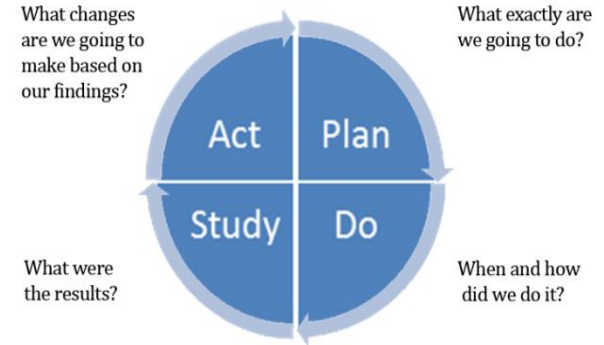 What changes
are we going to
make based on
our findings?
What exactly are
we going to do?
Act
Plan
Study
Do
What were
the results?
When and how
did we do it?